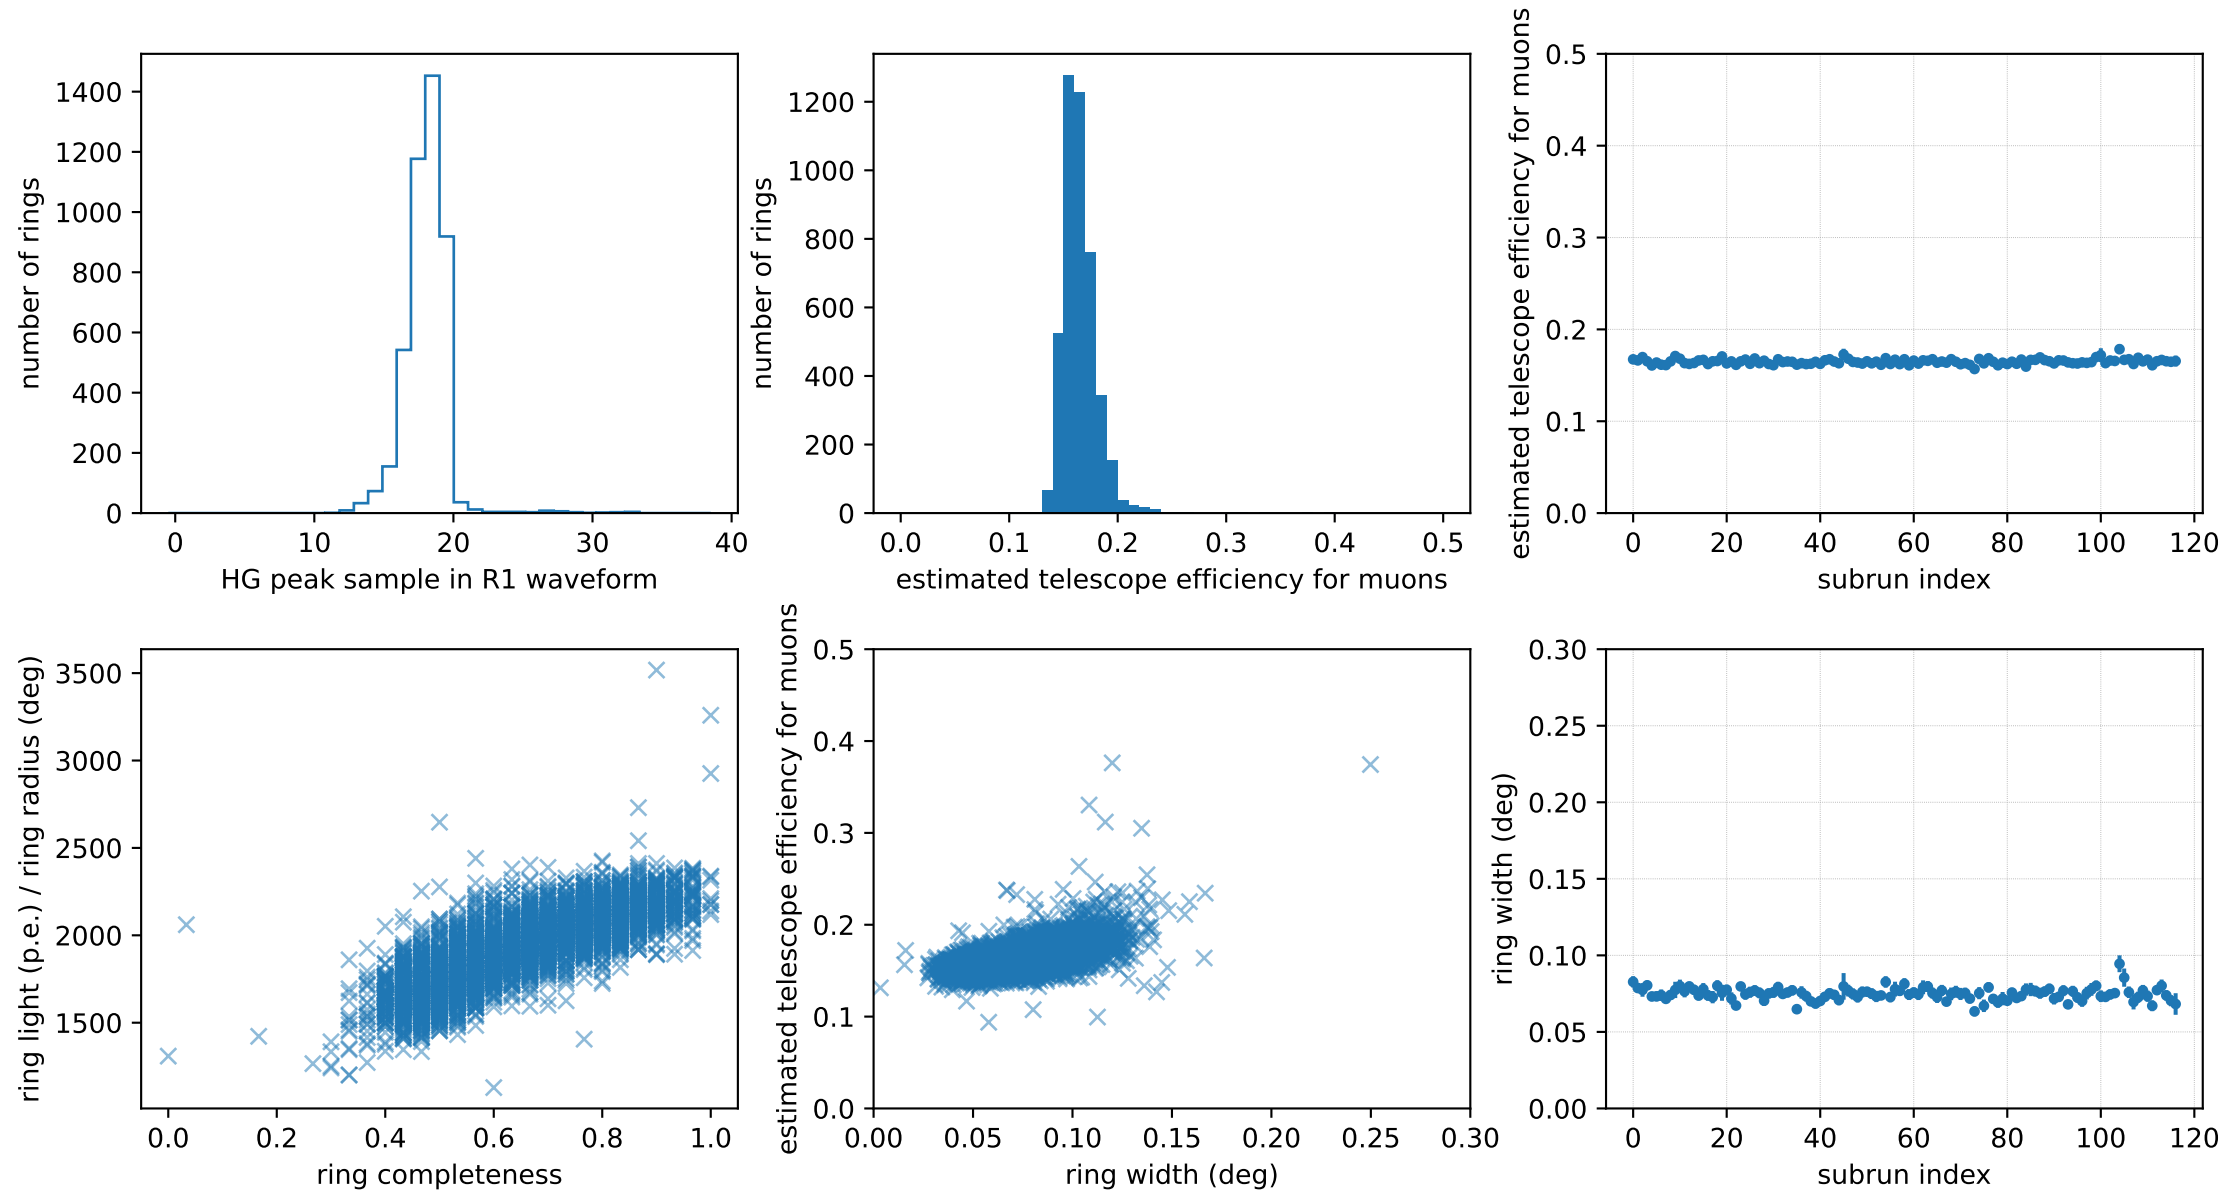 number of rings
1400
1200
1000
800
600
400
200
0
0 10 20 30 40
HG peak sample in R1 waveform
number of rings
1200
1000
800
600
400
200
0
0.0 0.1 0.2 0.3 0.4 0.5
estimated telescope efficiency for muons
estimated telescope efficiency for muons
0.5
0.4
0.3
0.2
0.1
0.0
0 20 40 60 80 100 120
subrun index
ring light (p.e.) / ring radius (deg)
3500
3000
2500
2000
1500
0.0 0.2 0.4 0.6 0.8 1.0
ring completeness
estimated telescope efficiency for muons
0.5
0.4
0.3
0.2
0.1
0.0
0.00 0.05 0.10 0.15 0.20 0.25 0.30
ring width (deg)
ring width (deg)
0.30
0.25
0.20
0.15
0.10
0.05
0.00
0 20 40 60 80 100 120
subrun index